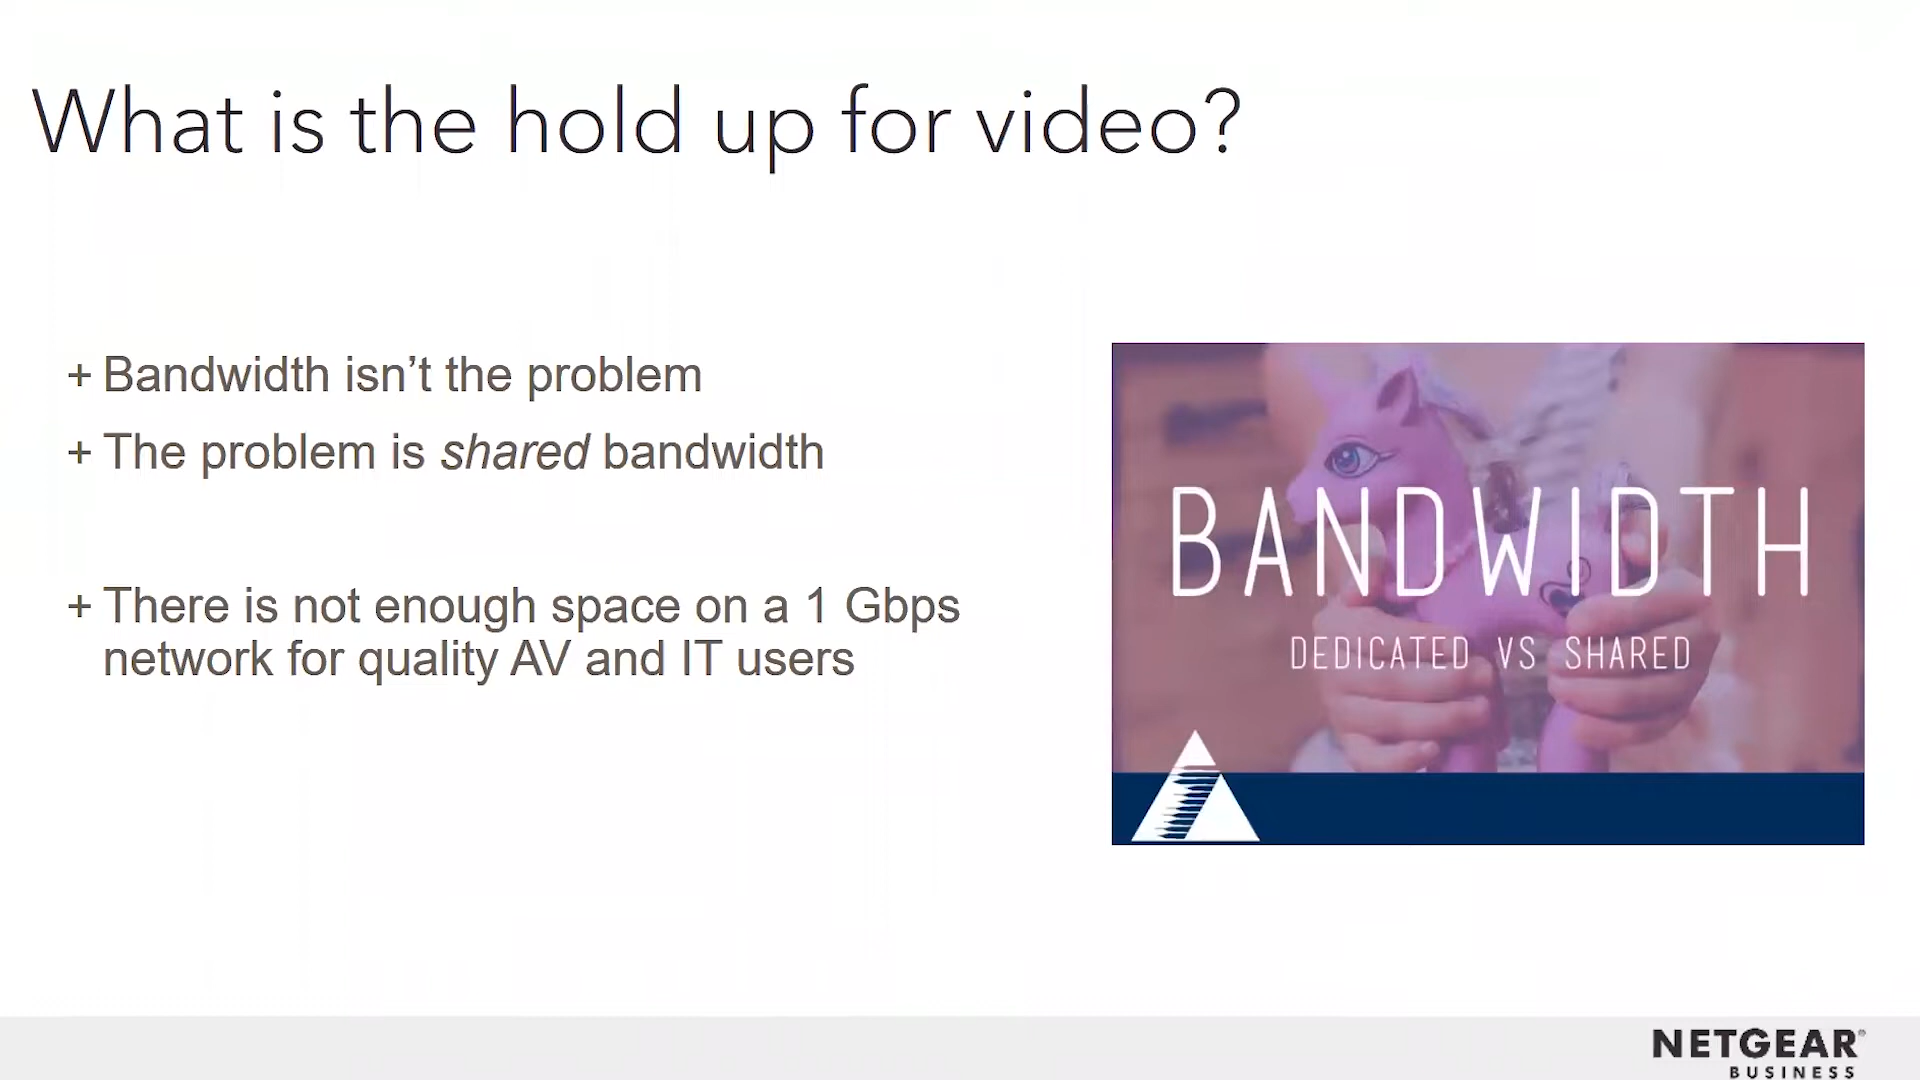 What is the hold up for video?
+ Bandwidth isn’t the problem
+ The problem is shared bandwidth
+ There is not enough space on a 1 Gbps
network for quality AV and IT users
BANDWIDTH
DEDICATED VS SHARED
NETGEAR®
BUSINESS